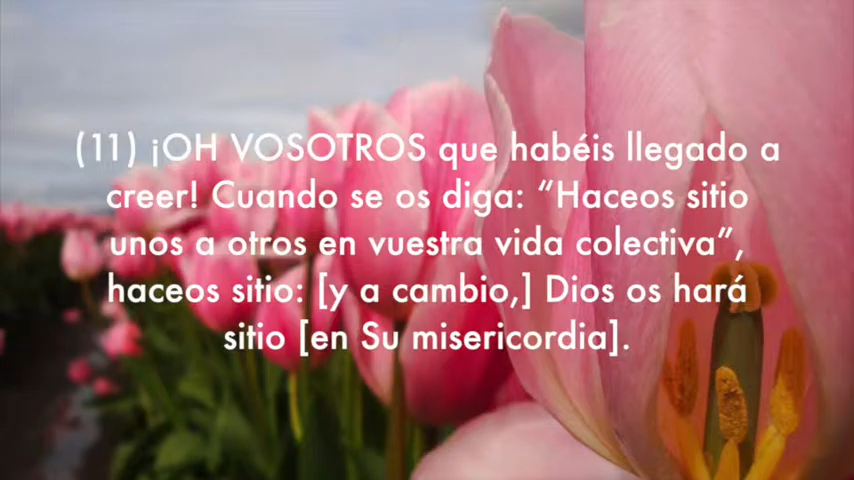 (11) ¡OH VOSOTROS que habéis llegado a
creer! Cuando se os diga: “Haceos sitio
unos a otros en vuestra vida colectiva”,
haceos sitio: [y a cambio,] Dios os hará
sitio [en Su misericordia].